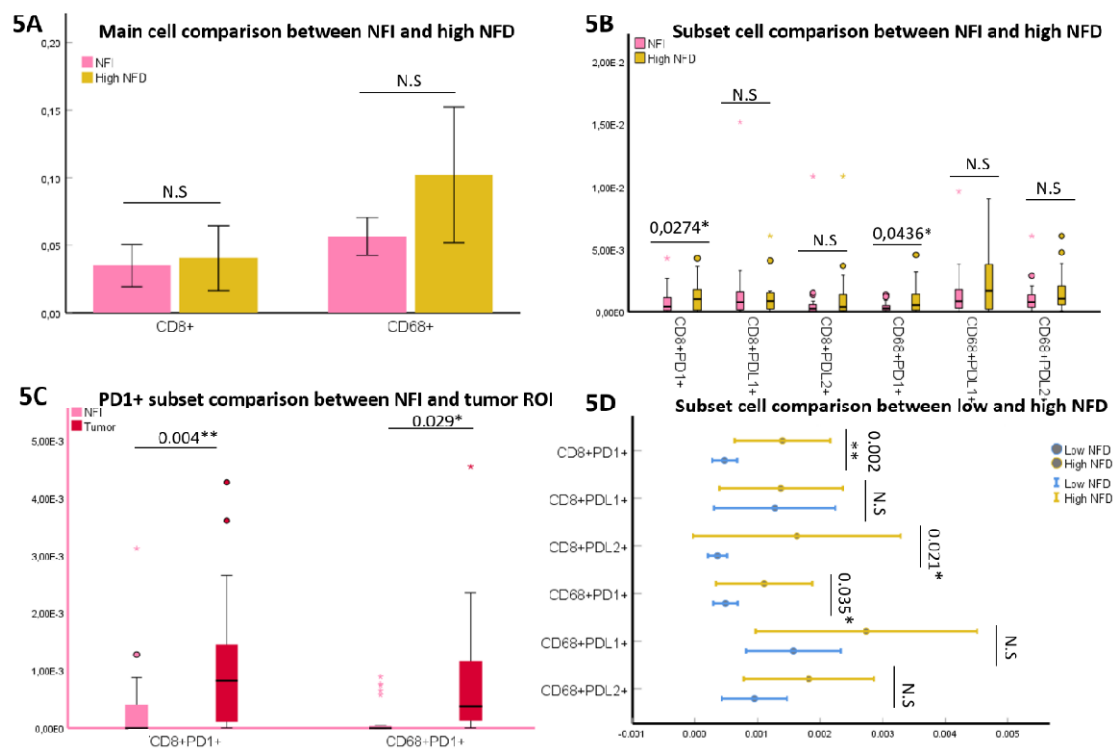 5A Main cell comparison between NFI and high NFD
NFI
High NFD
0,20
0,15
0,10
0,05
0,00
N.S
N.S
CD8+
CD68+
5B Subset cell comparison between NFI and high NFD
NFI
High NFD
2,00E-2
1,50E-2
1,00E-2
5,00E-3
0,00E0
0,0274*
N.S
N.S
0,0436*
N.S
N.S
CD8+PD1+
CD8+PDL1+
CD8+PDL2+
CD68+PD1+
CD68+PDL1+
CD68+PDL2+
5C PD1+ subset comparison between NFI and tumor ROI
NFI
Tumor
5,00E-3
4,00E-3
3,00E-3
2,00E-3
1,00E-3
0,00E0
0.004**
0.029*
CD8+PD1+
CD68+PD1+
5D Subset cell comparison between low and high NFD
Low NFD
High NFD
Low NFD
High NFD
CD8+PD1+
CD8+PDL1+
CD8+PDL2+
CD68+PD1+
CD68+PDL1+
CD68+PDL2+
0.002
**
N.S
0.021*
0.035*
N.S
N.S
-0.001
0.000
0.001
0.002
0.003
0.004
0.005